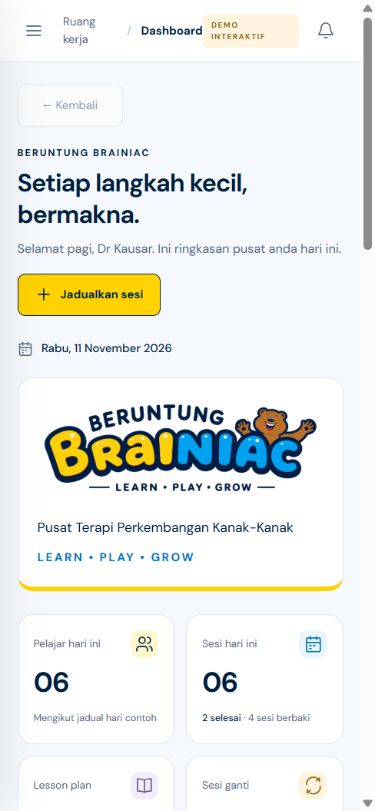 Ruang
kerja
/ Dashboard
DEMO
INTERAKTIF
← Kembali
BERUNTUNG BRAINIAC
Setiap langkah kecil,
bermakna.
Selamat pagi, Dr Kausar. Ini ringkasan pusat anda hari ini.
+ Jadualkan sesi
Rabu, 11 November 2026
BERUNTUNG
BRAINIAC
LEARN • PLAY • GROW
Pusat Terapi Perkembangan Kanak-Kanak
LEARN • PLAY • GROW
Pelajar hari ini
06
Mengikut jadual hari contoh
Sesi hari ini
06
2 selesai · 4 sesi berbaki
Lesson plan
Sesi ganti